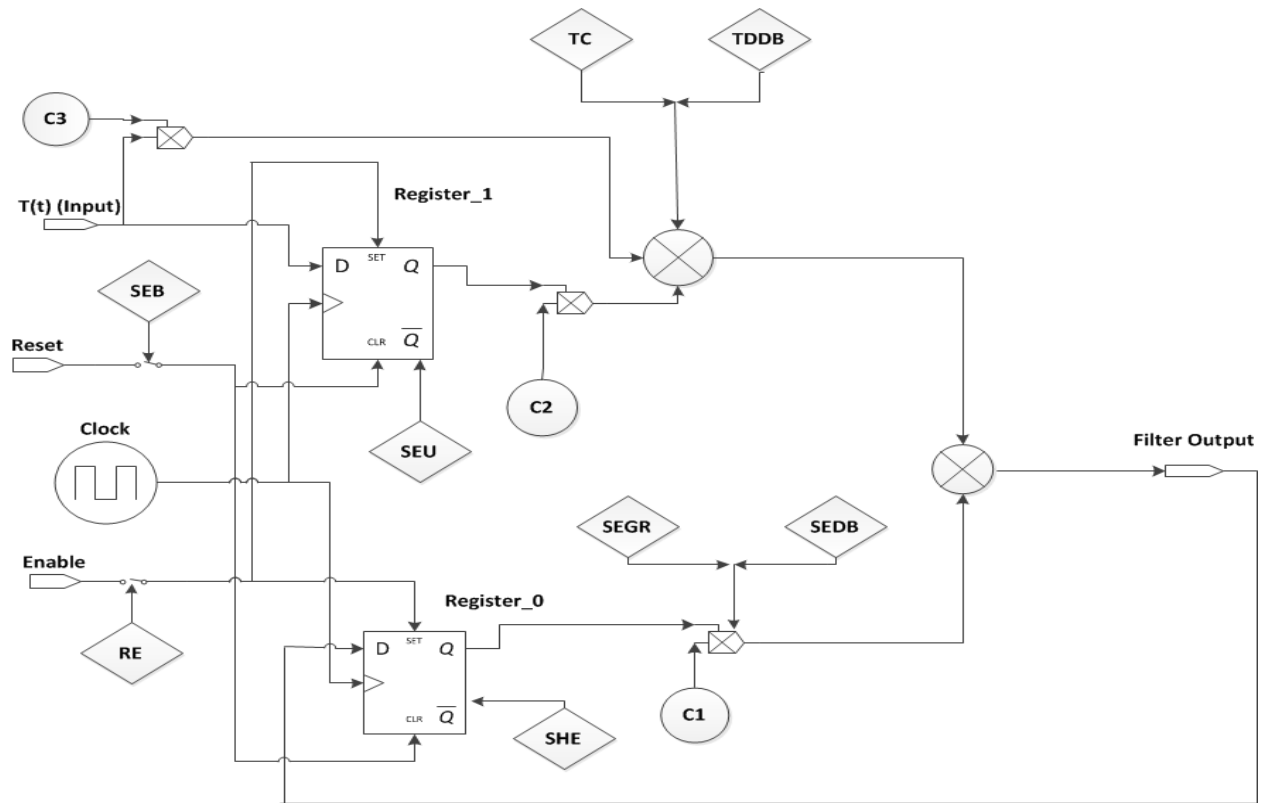 TC
TDDB
C3
T(t) (Input)
Register_1
SET
D
Q
SEB
Reset
CLR
Q
C2
Clock
SEU
Filter Output
SEGR
SEDB
Enable
Register_0
SET
D
Q
RE
CLR
Q
C1
SHE